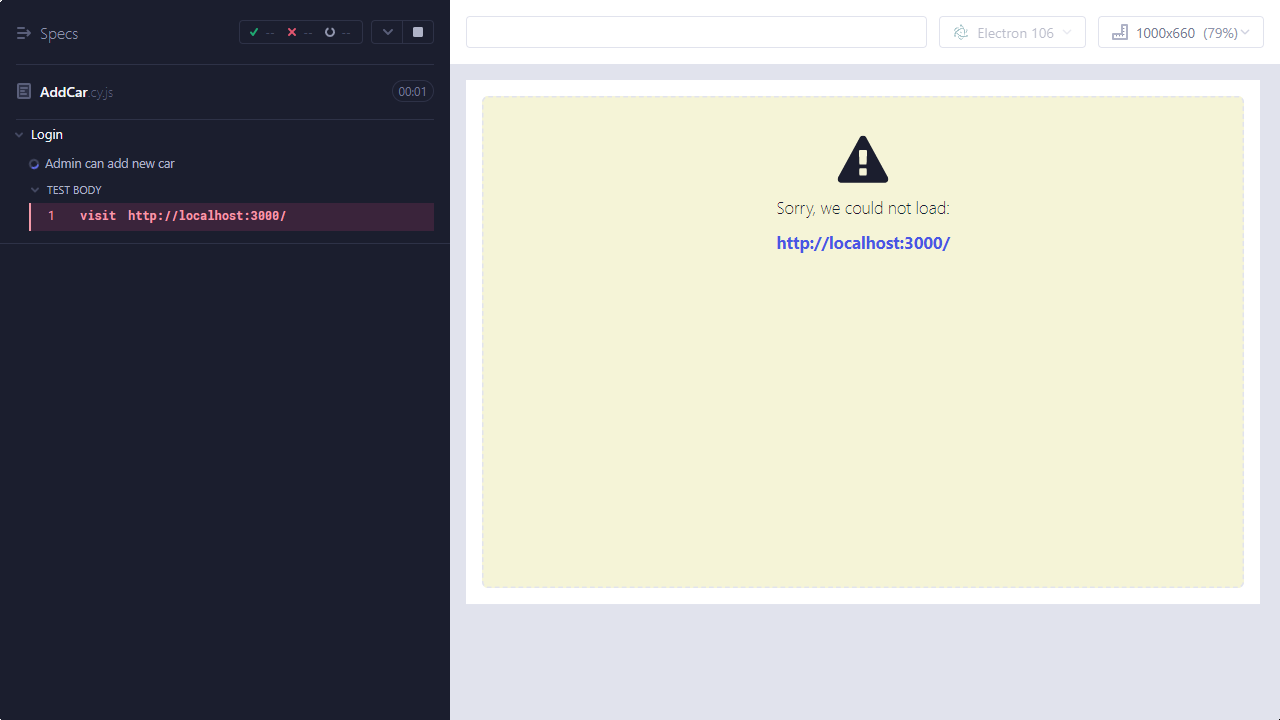 Specs
-- -- --
AddCar.cy.js 00:01
Login
Admin can add new car
TEST BODY
1 visit http://localhost:3000/
Electron 106
1000x660 (79%)
Sorry, we could not load:
http://localhost:3000/